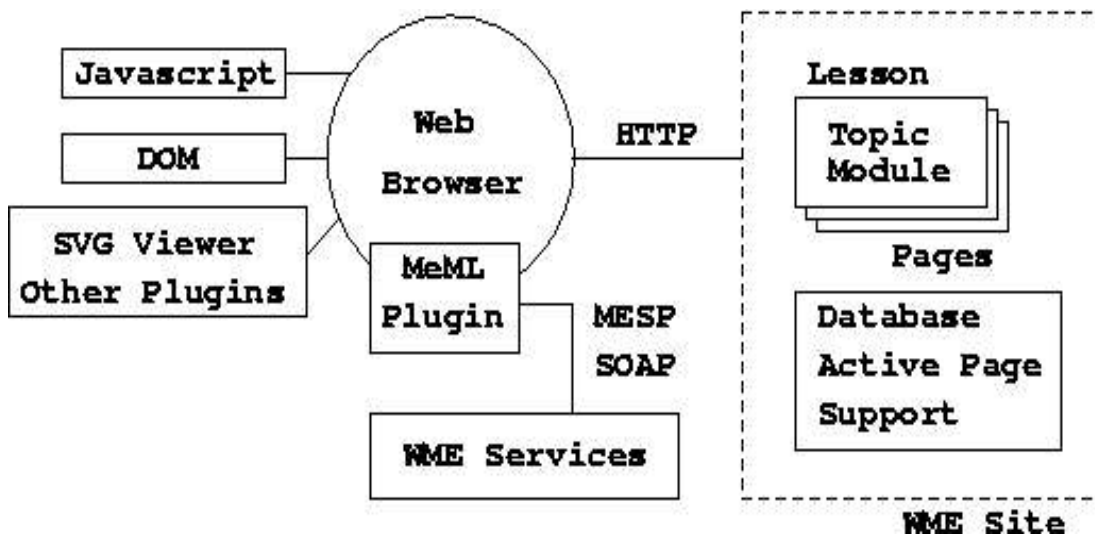 Javascript
DOM
SVG Viewer
Other Plugins
Web
Browser
MeML
Plugin
HTTP
MESP
SOAP
WME Services
Lesson
Topic
Module
Pages
Database
Active Page
Support
WME Site